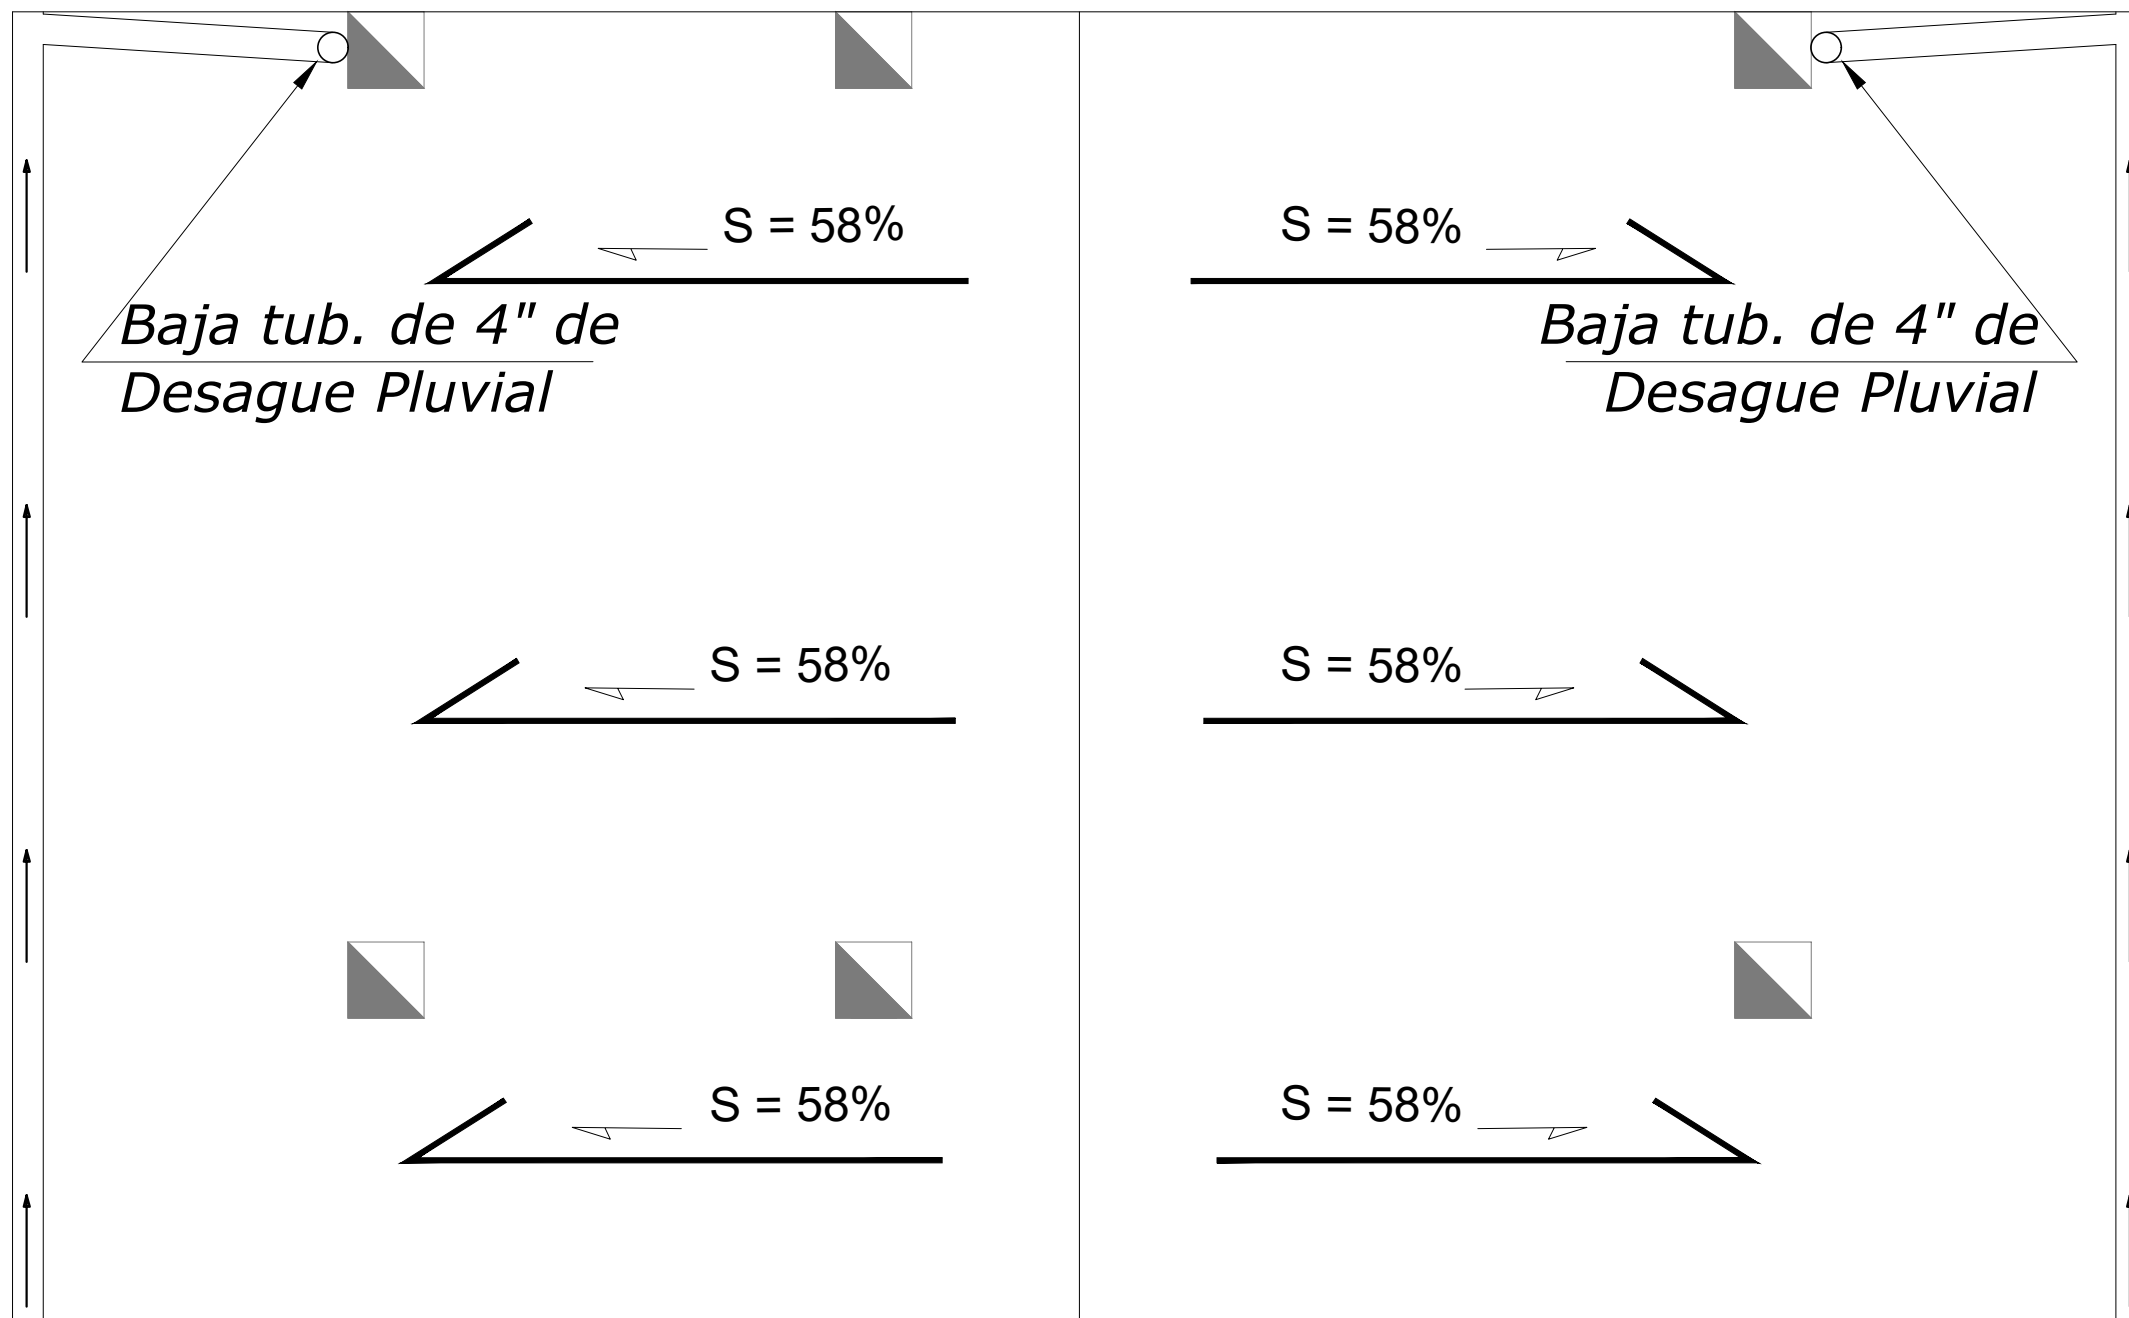 S = 58%
S = 58%
Baja tub. de 4" de
Desague Pluvial
Baja tub. de 4" de
Desague Pluvial
S = 58%
S = 58%
S = 58%
S = 58%